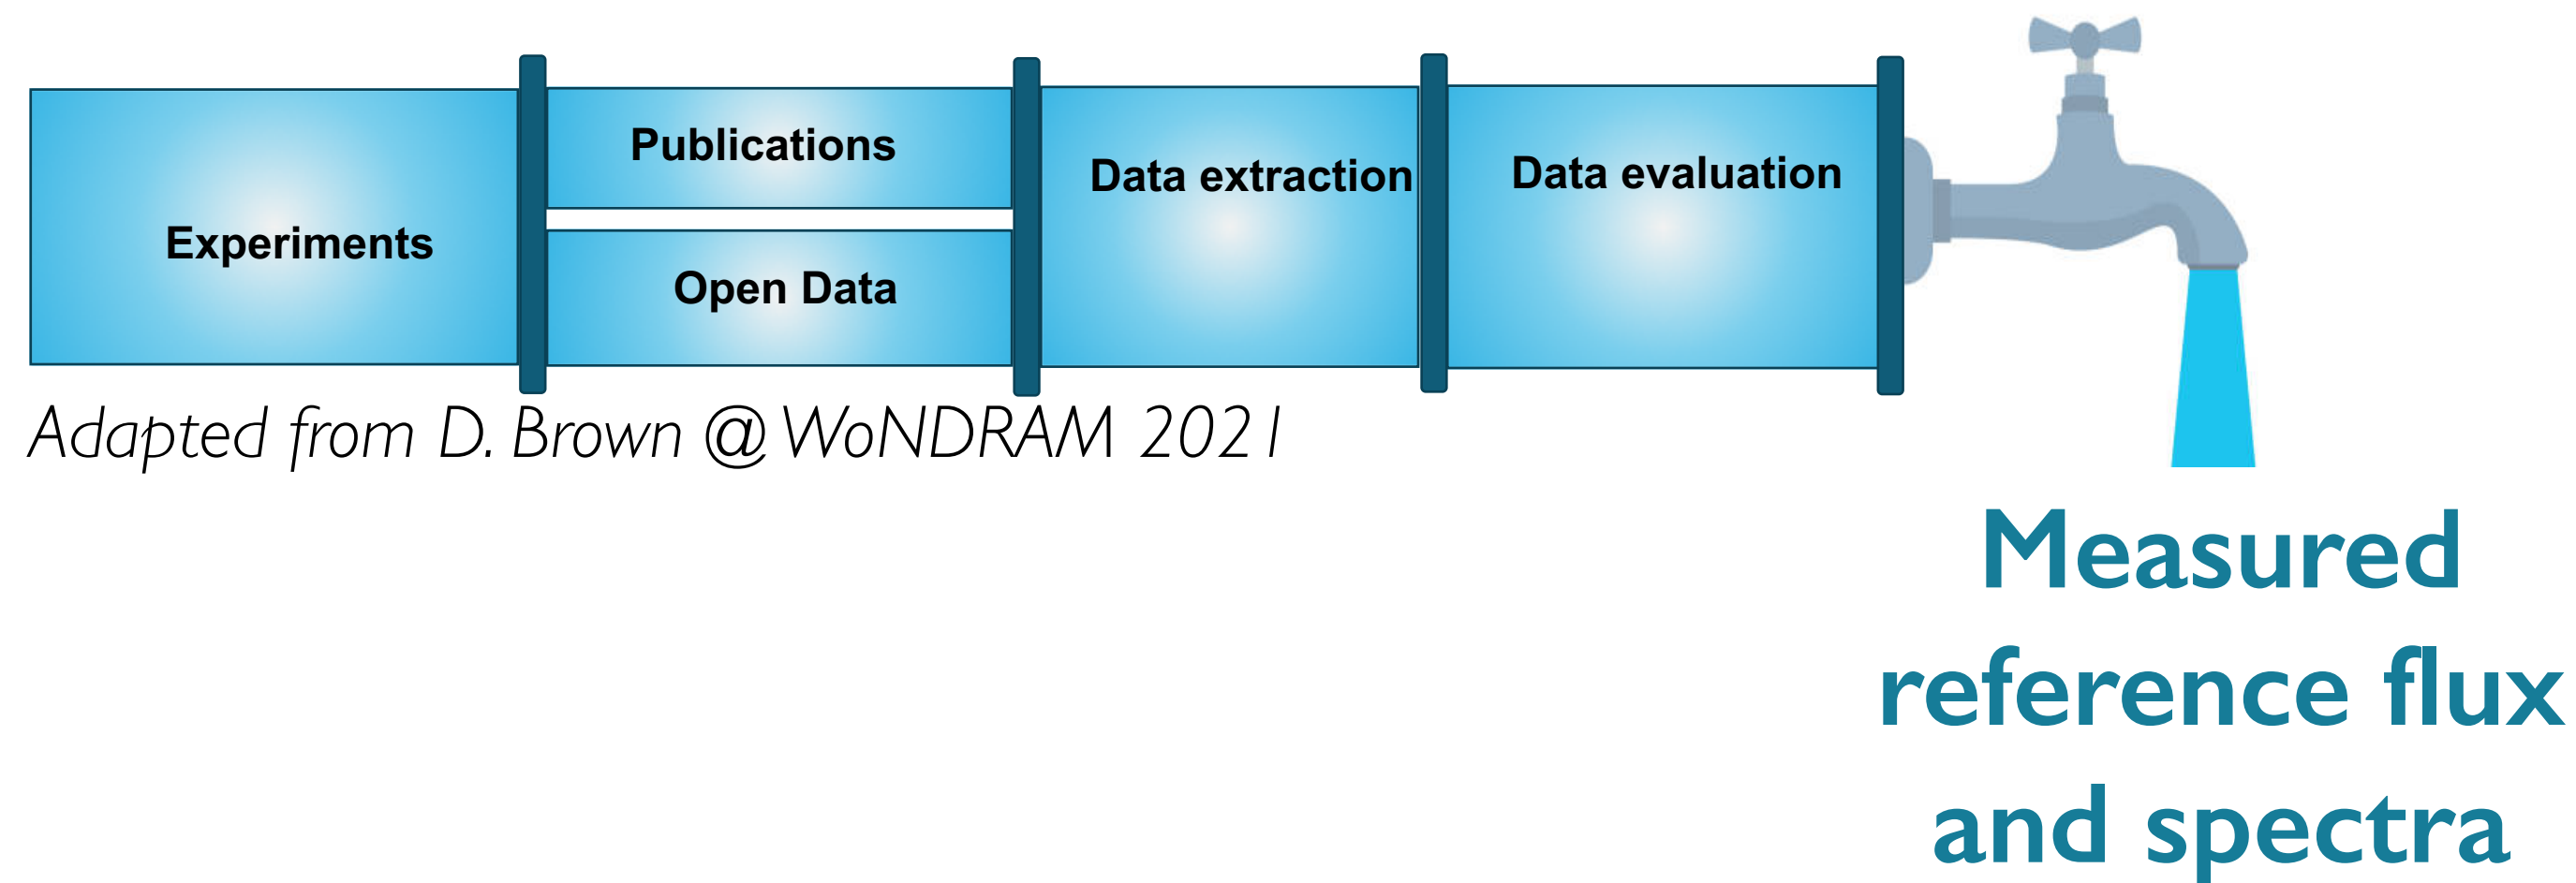 Experiments
Publications
Open Data
Data extraction
Data evaluation
Adapted from D. Brown @ WoNDRAM 2021
Measured
reference flux
and spectra